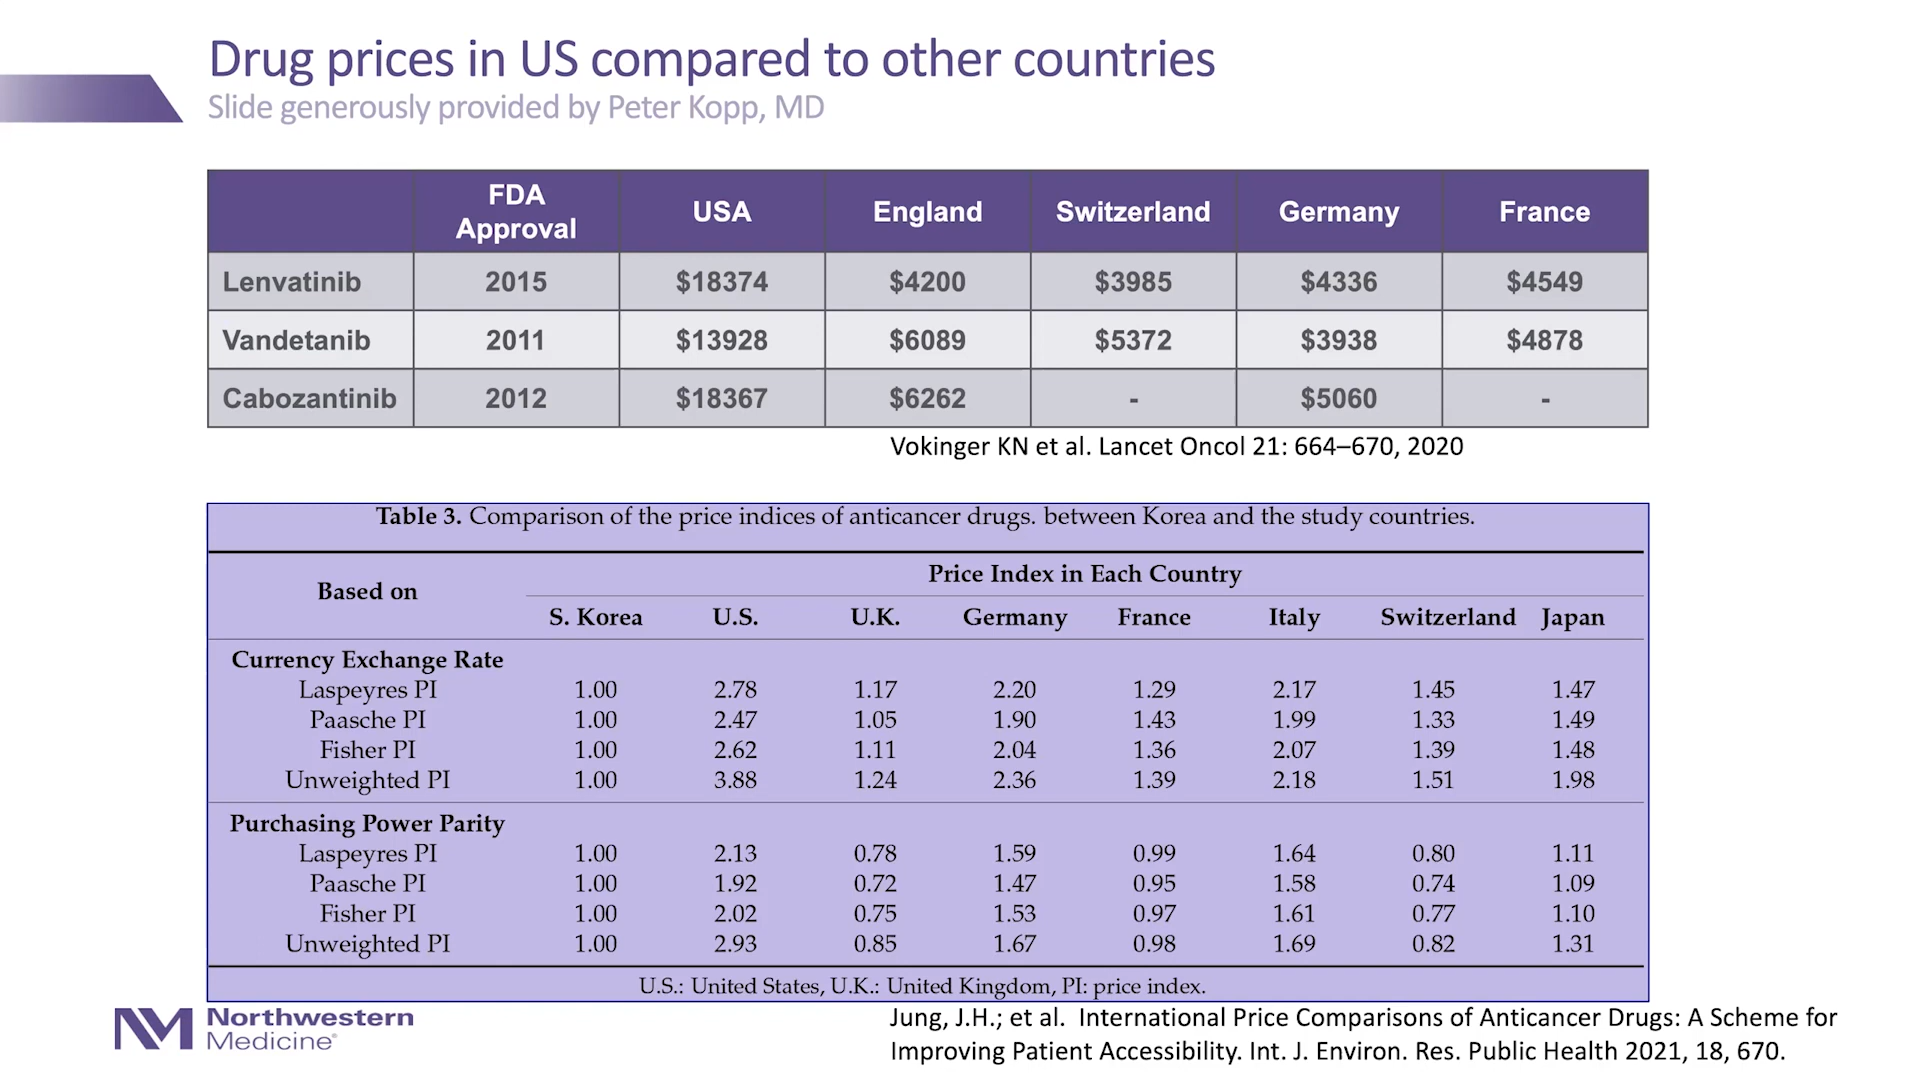 Drug prices in US compared to other countries
Slide generously provided by Peter Kopp, MD
FDA Approval USA England Switzerland Germany France
Lenvatinib 2015 $18374 $4200 $3985 $4336 $4549
Vandetanib 2011 $13928 $6089 $5372 $3938 $4878
Cabozantinib 2012 $18367 $6262 - $5060 -
Vokinger KN et al. Lancet Oncol 21: 664–670, 2020
Table 3. Comparison of the price indices of anticancer drugs. between Korea and the study countries.
Based on Price Index in Each Country
S. Korea U.S. U.K. Germany France Italy Switzerland Japan
Currency Exchange Rate
Laspeyres PI 1.00 2.78 1.17 2.20 1.29 2.17 1.45 1.47
Paasche PI 1.00 2.47 1.05 1.90 1.43 1.99 1.33 1.49
Fisher PI 1.00 2.62 1.11 2.04 1.36 2.07 1.39 1.48
Unweighted PI 1.00 3.88 1.24 2.36 1.39 2.18 1.51 1.98
Purchasing Power Parity
Laspeyres PI 1.00 2.13 0.78 1.59 0.99 1.64 0.80 1.11
Paasche PI 1.00 1.92 0.72 1.47 0.95 1.58 0.74 1.09
Fisher PI 1.00 2.02 0.75 1.53 0.97 1.61 0.77 1.10
Unweighted PI 1.00 2.93 0.85 1.67 0.98 1.69 0.82 1.31
U.S.: United States, U.K.: United Kingdom, PI: price index.
Northwestern
Medicine®
Jung, J.H.; et al. International Price Comparisons of Anticancer Drugs: A Scheme for
Improving Patient Accessibility. Int. J. Environ. Res. Public Health 2021, 18, 670.